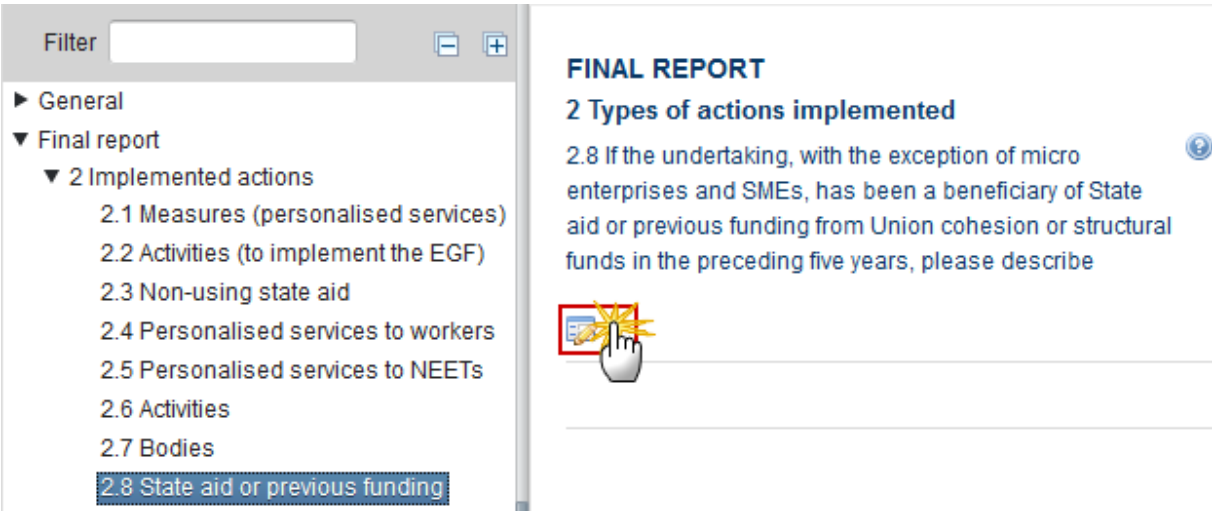 Filter
General
Final report
2 Implemented actions
2.1 Measures (personalised services)
2.2 Activities (to implement the EGF)
2.3 Non-using state aid
2.4 Personalised services to workers
2.5 Personalised services to NEETs
2.6 Activities
2.7 Bodies
2.8 State aid or previous funding
FINAL REPORT
2 Types of actions implemented
2.8 If the undertaking, with the exception of micro
enterprises and SMEs, has been a beneficiary of State
aid or previous funding from Union cohesion or structural
funds in the preceding five years, please describe